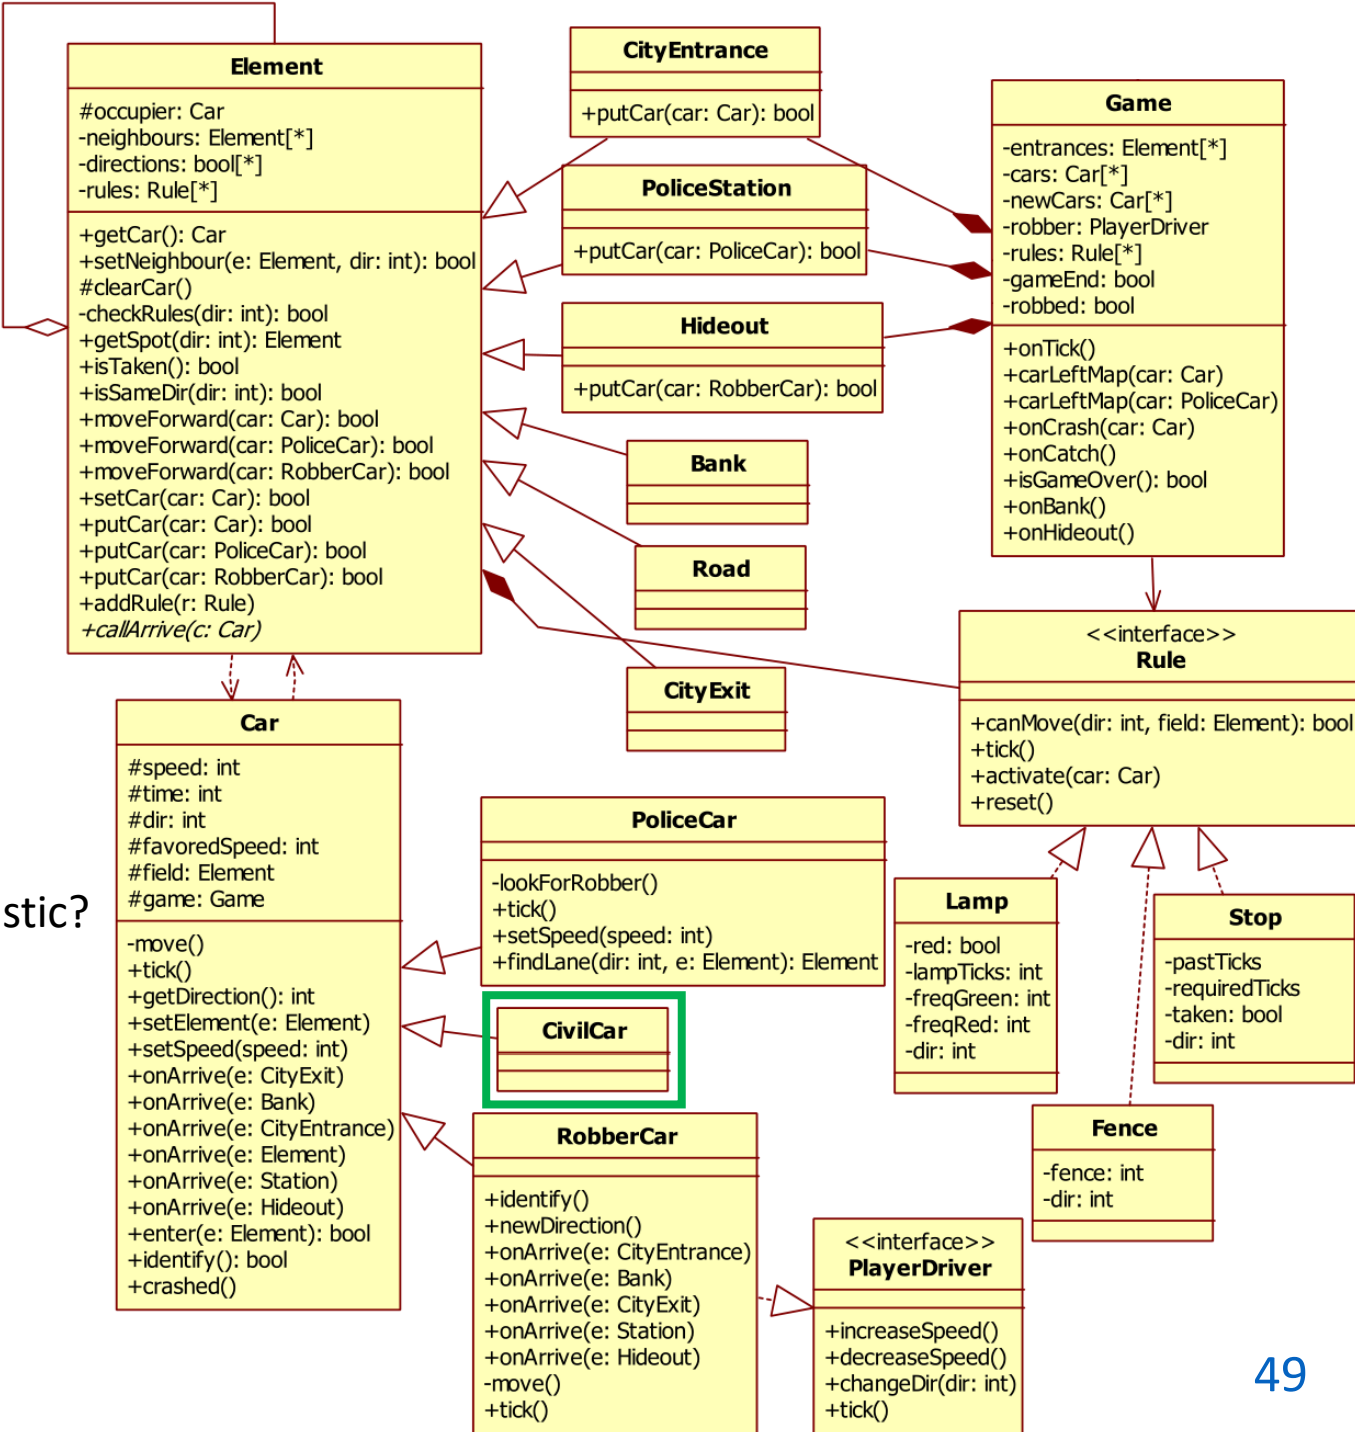 Element
#occupier: Car
-neighbours: Element[*]
-directions: bool[*]
-rules: Rule[*]
+getCar(): Car
+setNeighbour(e: Element, dir: int): bool
#clearCar()
-checkRules(dir: int): bool
+getSpot(dir: int): Element
+isTaken(): bool
+isSameDir(dir: int): bool
+moveForward(car: Car): bool
+moveForward(car: PoliceCar): bool
+moveForward(car: RobberCar): bool
+setCar(car: Car): bool
+putCar(car: Car): bool
+putCar(car: PoliceCar): bool
+putCar(car: RobberCar): bool
+addRule(r: Rule)
+callArrive(c: Car)
CityEntrance
+putCar(car: Car): bool
PoliceStation
+putCar(car: PoliceCar): bool
Hideout
+putCar(car: RobberCar): bool
Bank
Road
CityExit
Game
-entrances: Element[*]
-cars: Car[*]
-newCars: Car[*]
-robber: PlayerDriver
-rules: Rule[*]
-gameEnd: bool
-robbed: bool
+onTick()
+carLeftMap(car: Car)
+carLeftMap(car: PoliceCar)
+onCrash(car: Car)
+onCatch()
+isGameOver(): bool
+onBank()
+onHideout()
<<interface>>
Rule
+canMove(dir: int, field: Element): bool
+tick()
+activate(car: Car)
+reset()
stic?
Car
#speed: int
#time: int
#dir: int
#favoredSpeed: int
#field: Element
#game: Game
-move()
+tick()
+getDirection(): int
+setElement(e: Element)
+setSpeed(speed: int)
+onArrive(e: CityExit)
+onArrive(e: Bank)
+onArrive(e: CityEntrance)
+onArrive(e: Element)
+onArrive(e: Station)
+onArrive(e: Hideout)
+enter(e: Element): bool
+identify(): bool
+crashed()
PoliceCar
-lookForRobber()
+tick()
+setSpeed(speed: int)
+findLane(dir: int, e: Element): Element
CivilCar
RobberCar
+identify()
+newDirection()
+onArrive(e: CityEntrance)
+onArrive(e: Bank)
+onArrive(e: CityExit)
+onArrive(e: Station)
+onArrive(e: Hideout)
-move()
+tick()
<<interface>>
PlayerDriver
+increaseSpeed()
+decreaseSpeed()
+changeDir(dir: int)
+tick()
Lamp
-red: bool
-lampTicks: int
-freqGreen: int
-freqRed: int
-dir: int
Stop
-pastTicks
-requiredTicks
-taken: bool
-dir: int
Fence
-fence: int
-dir: int
49